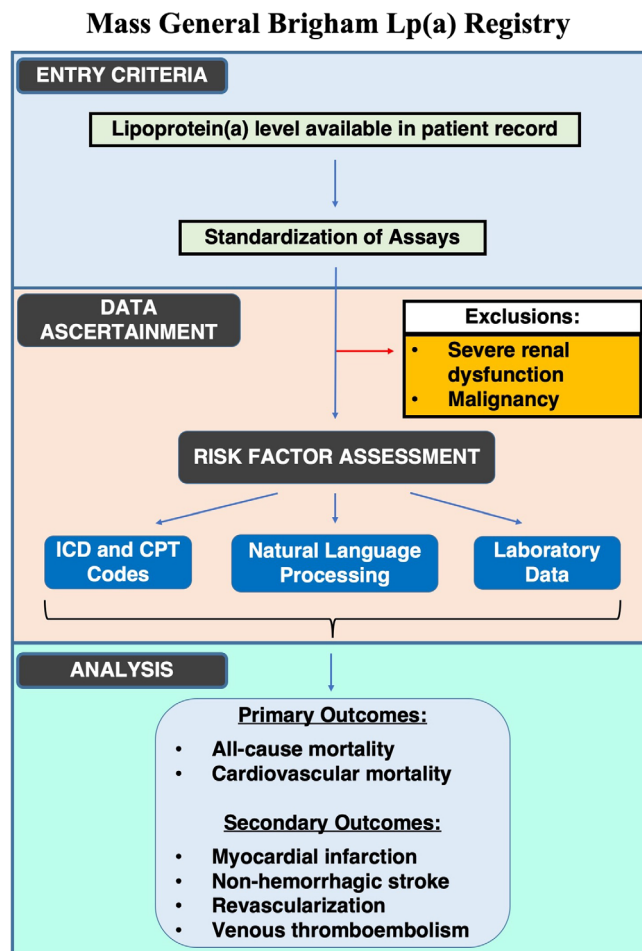 Mass General Brigham Lp(a) Registry
ENTRY CRITERIA
Lipoprotein(a) level available in patient record
Standardization of Assays
DATA
ASCERTAINMENT
Exclusions:
• Severe renal
dysfunction
• Malignancy
RISK FACTOR ASSESSMENT
ICD and CPT
Codes
Natural Language
Processing
Laboratory
Data
ANALYSIS
Primary Outcomes:
• All-cause mortality
• Cardiovascular mortality
Secondary Outcomes:
• Myocardial infarction
• Non-hemorrhagic stroke
• Revascularization
• Venous thromboembolism